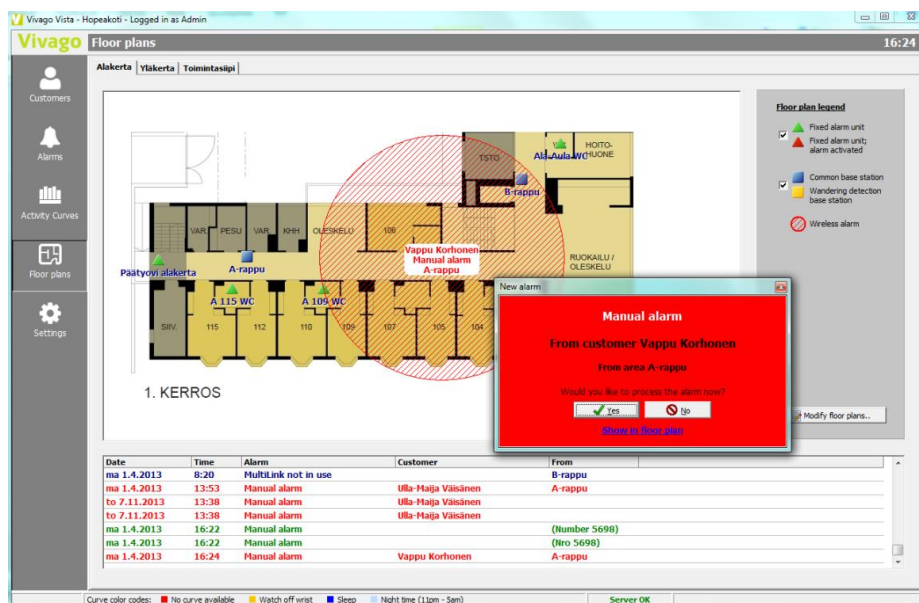 Vivago Vista - Hopeakoti - Logged in as Admin
Vivago Floor plans 16:24
Alakerta Yläkerta Toimintasiipi
Customers
Alarms
Activity Curves
Floor plans
Settings
TSTO
HOITO-
HUONE
Ala-Aula-WC
B-rappu
VAR.
PESU
VAR.
KHH
OLESKELU
106
Vappu Korhonen
Manual alarm
A-rappu
RUOKAILU /
OLESKELU
Päätyovi alakerta
A-rappu
A 115 WC
A 109 WC
SIIV.
115
112
110
109
107
105
104
1. KERROS
Floor plan legend
Fixed alarm unit
Fixed alarm unit;
alarm activated
Common base station
Wandering detection
base station
Wireless alarm
Modify floor plans..
New alarm
Manual alarm
From customer Vappu Korhonen
From area A-rappu
Would you like to process the alarm now?
Yes No
Show in floor plan
Date Time Alarm Customer From
ma 1.4.2013 8:20 MultiLink not in use B-rappu
ma 1.4.2013 13:53 Manual alarm Ulla-Maija Väisänen A-rappu
to 7.11.2013 13:38 Manual alarm Ulla-Maija Väisänen
to 7.11.2013 13:38 Manual alarm Ulla-Maija Väisänen
ma 1.4.2013 16:22 Manual alarm (Number 5698)
ma 1.4.2013 16:22 Manual alarm (Nro 5698)
ma 1.4.2013 16:24 Manual alarm Vappu Korhonen A-rappu
Curve color codes: No curve available Watch off wrist Sleep Night time (11pm - 5am) Server OK